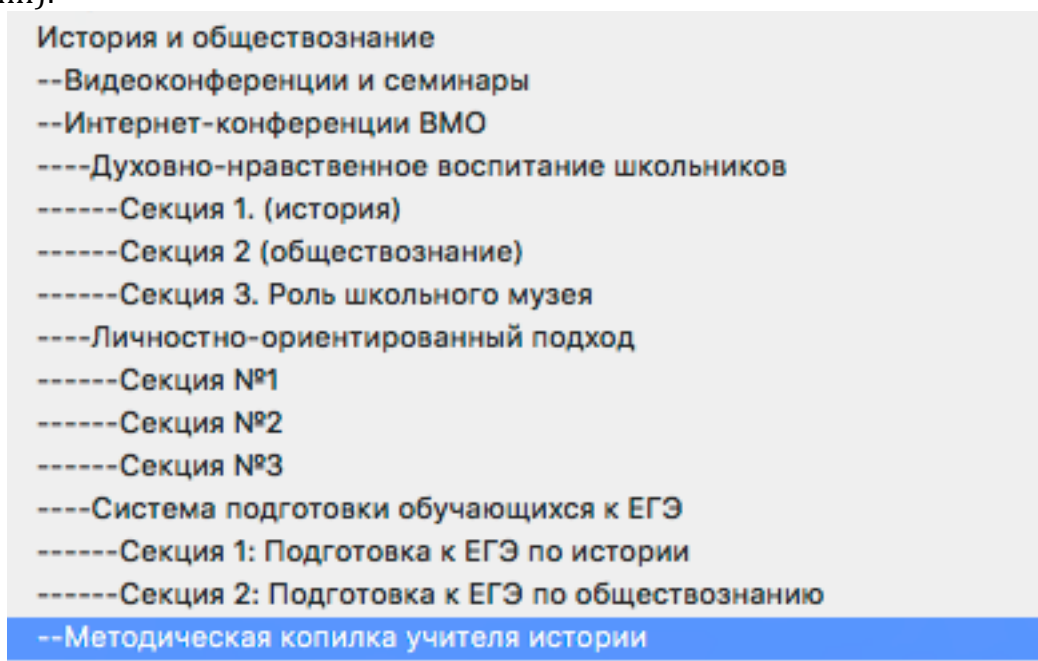 История и обществознание
--Видеоконференции и семинары
--Интернет-конференции ВМО
----Духовно-нравственное воспитание школьников
------Секция 1. (история)
------Секция 2 (обществознание)
------Секция 3. Роль школьного музея
----Личностно-ориентированный подход
------Секция №1
------Секция №2
------Секция №3
----Система подготовки обучающихся к ЕГЭ
------Секция 1: Подготовка к ЕГЭ по истории
------Секция 2: Подготовка к ЕГЭ по обществознанию
--Методическая копилка учителя истории